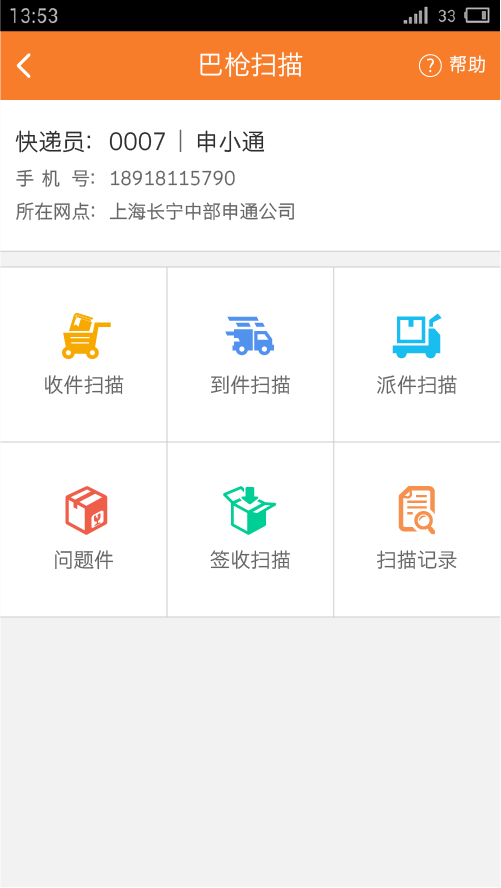 13:53
33
巴枪扫描
? 帮助
快递员：0007｜申小通
手 机 号：18918115790
所在网点：上海长宁中部申通公司
收件扫描 到件扫描 派件扫描
问题件 签收扫描 扫描记录